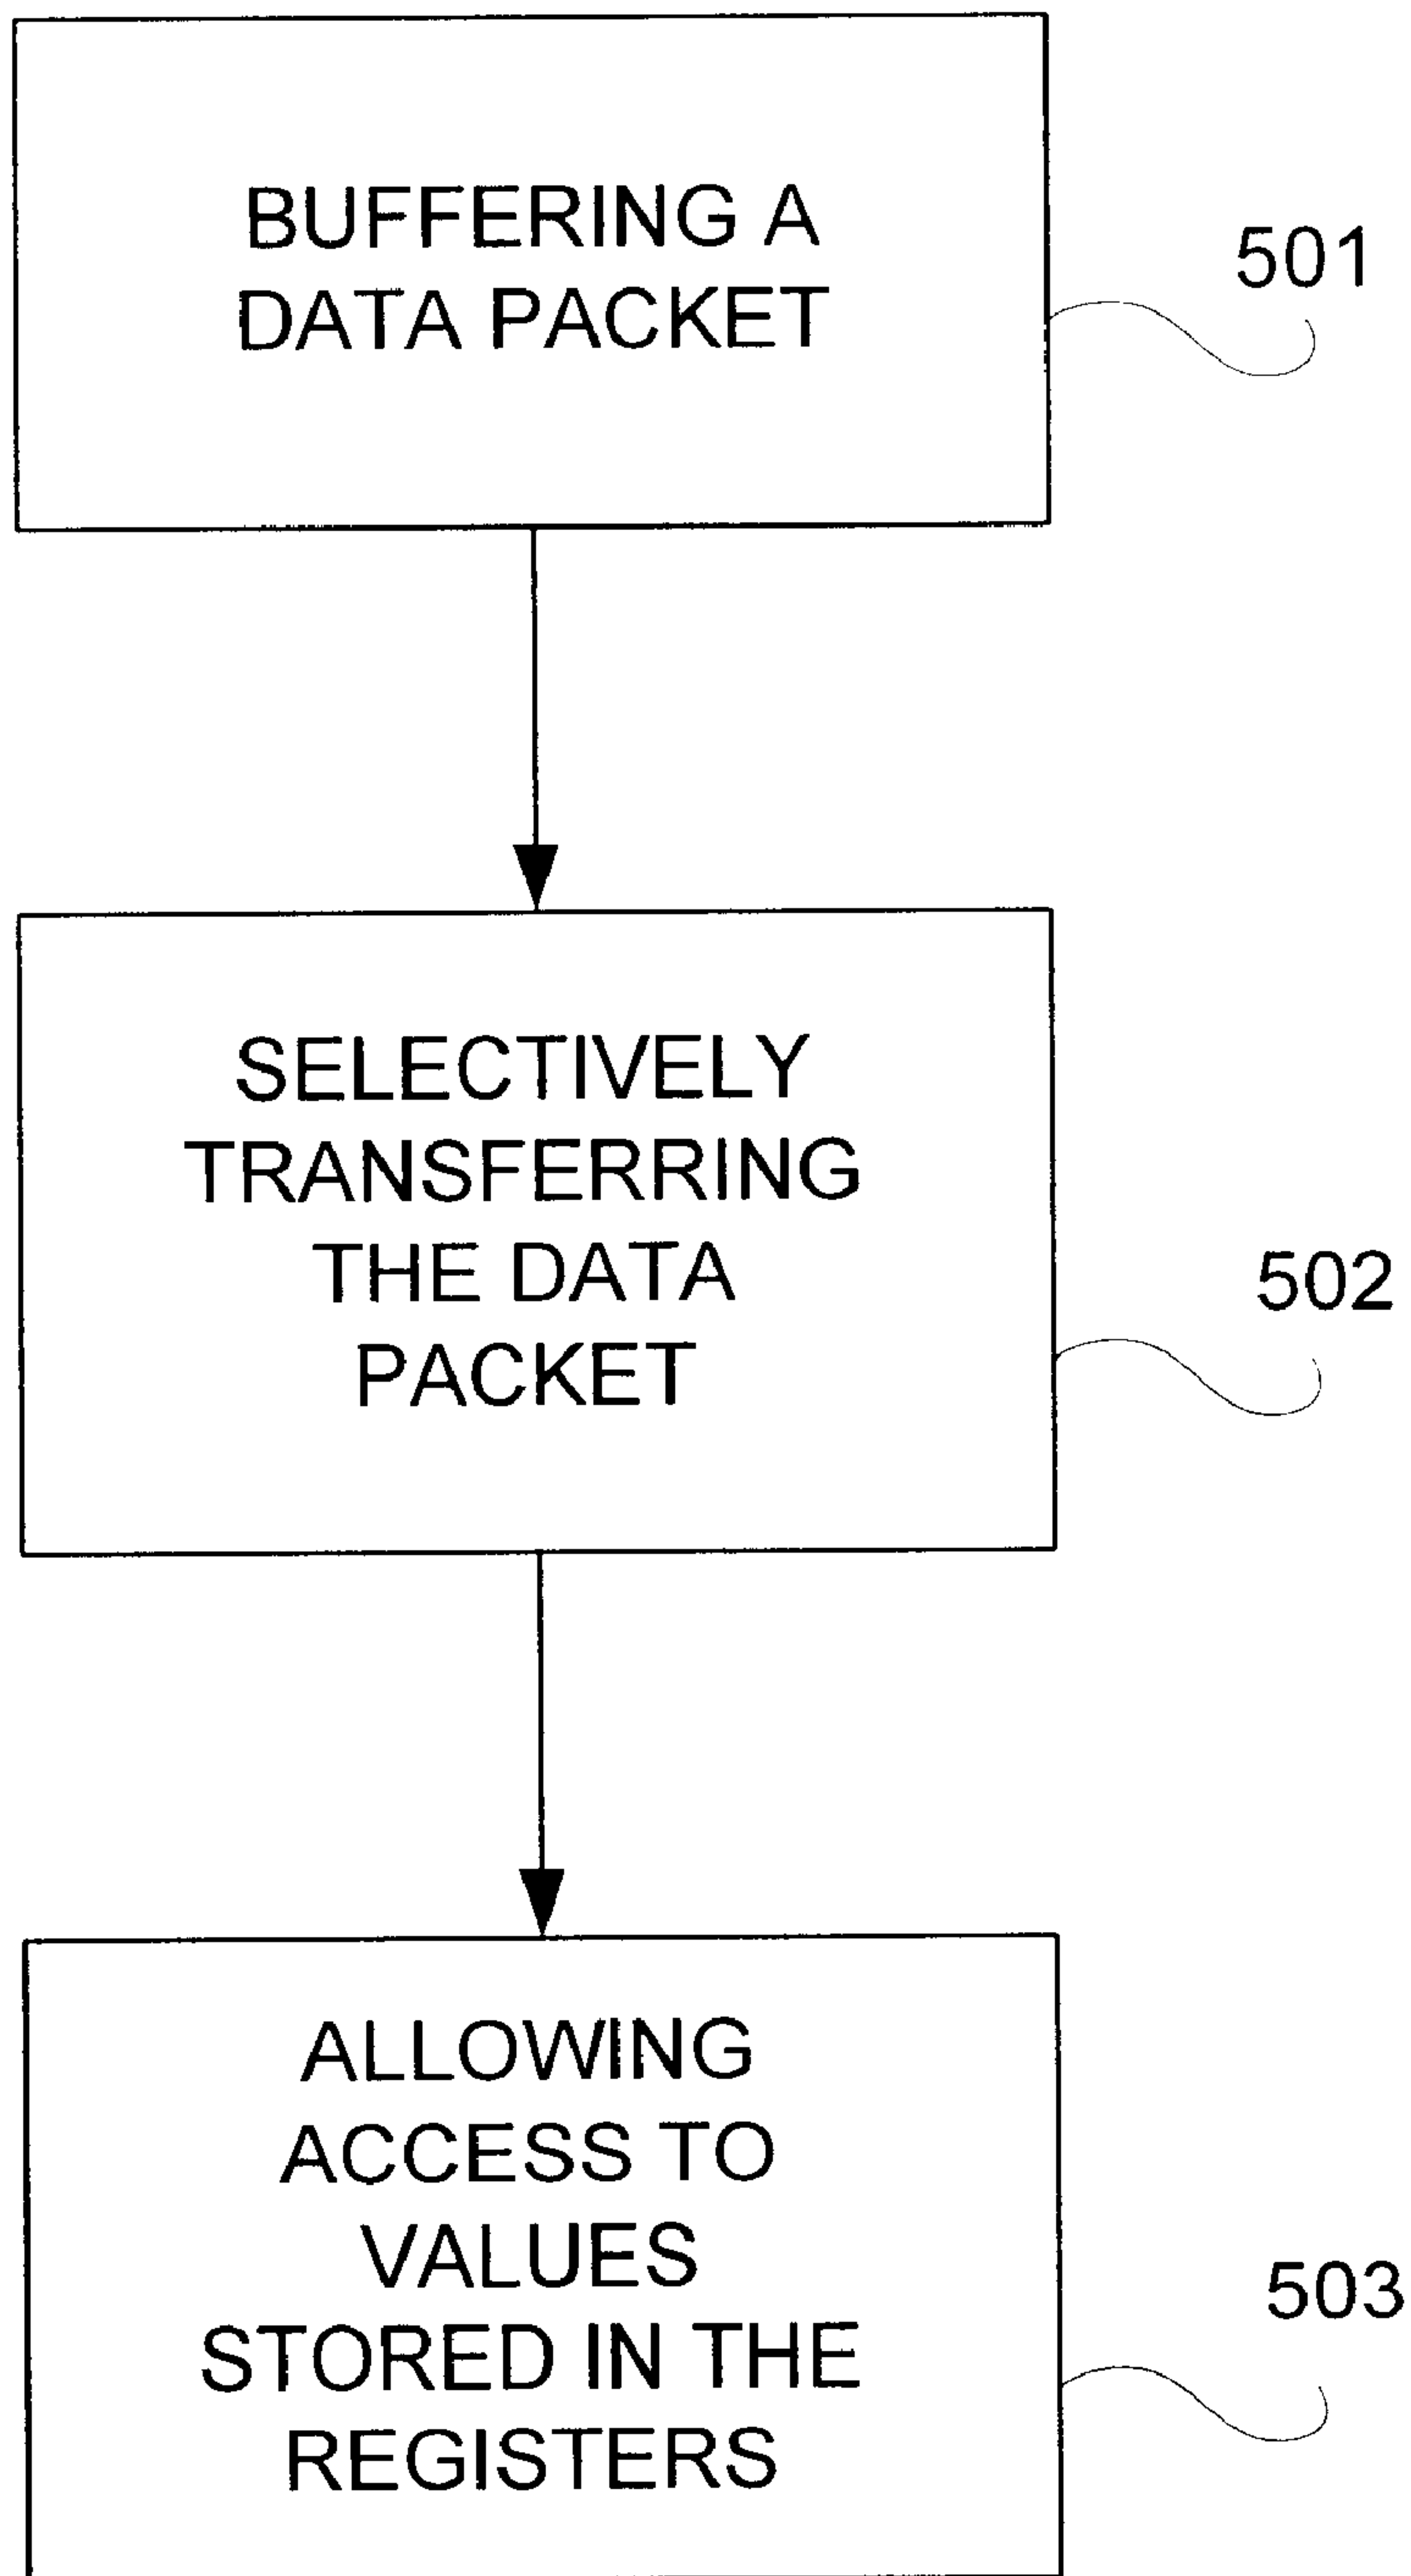 BUFFERING A
DATA PACKET
501
SELECTIVELY
TRANSFERRING
THE DATA
PACKET
502
ALLOWING
ACCESS TO
VALUES
STORED IN THE
REGISTERS
503